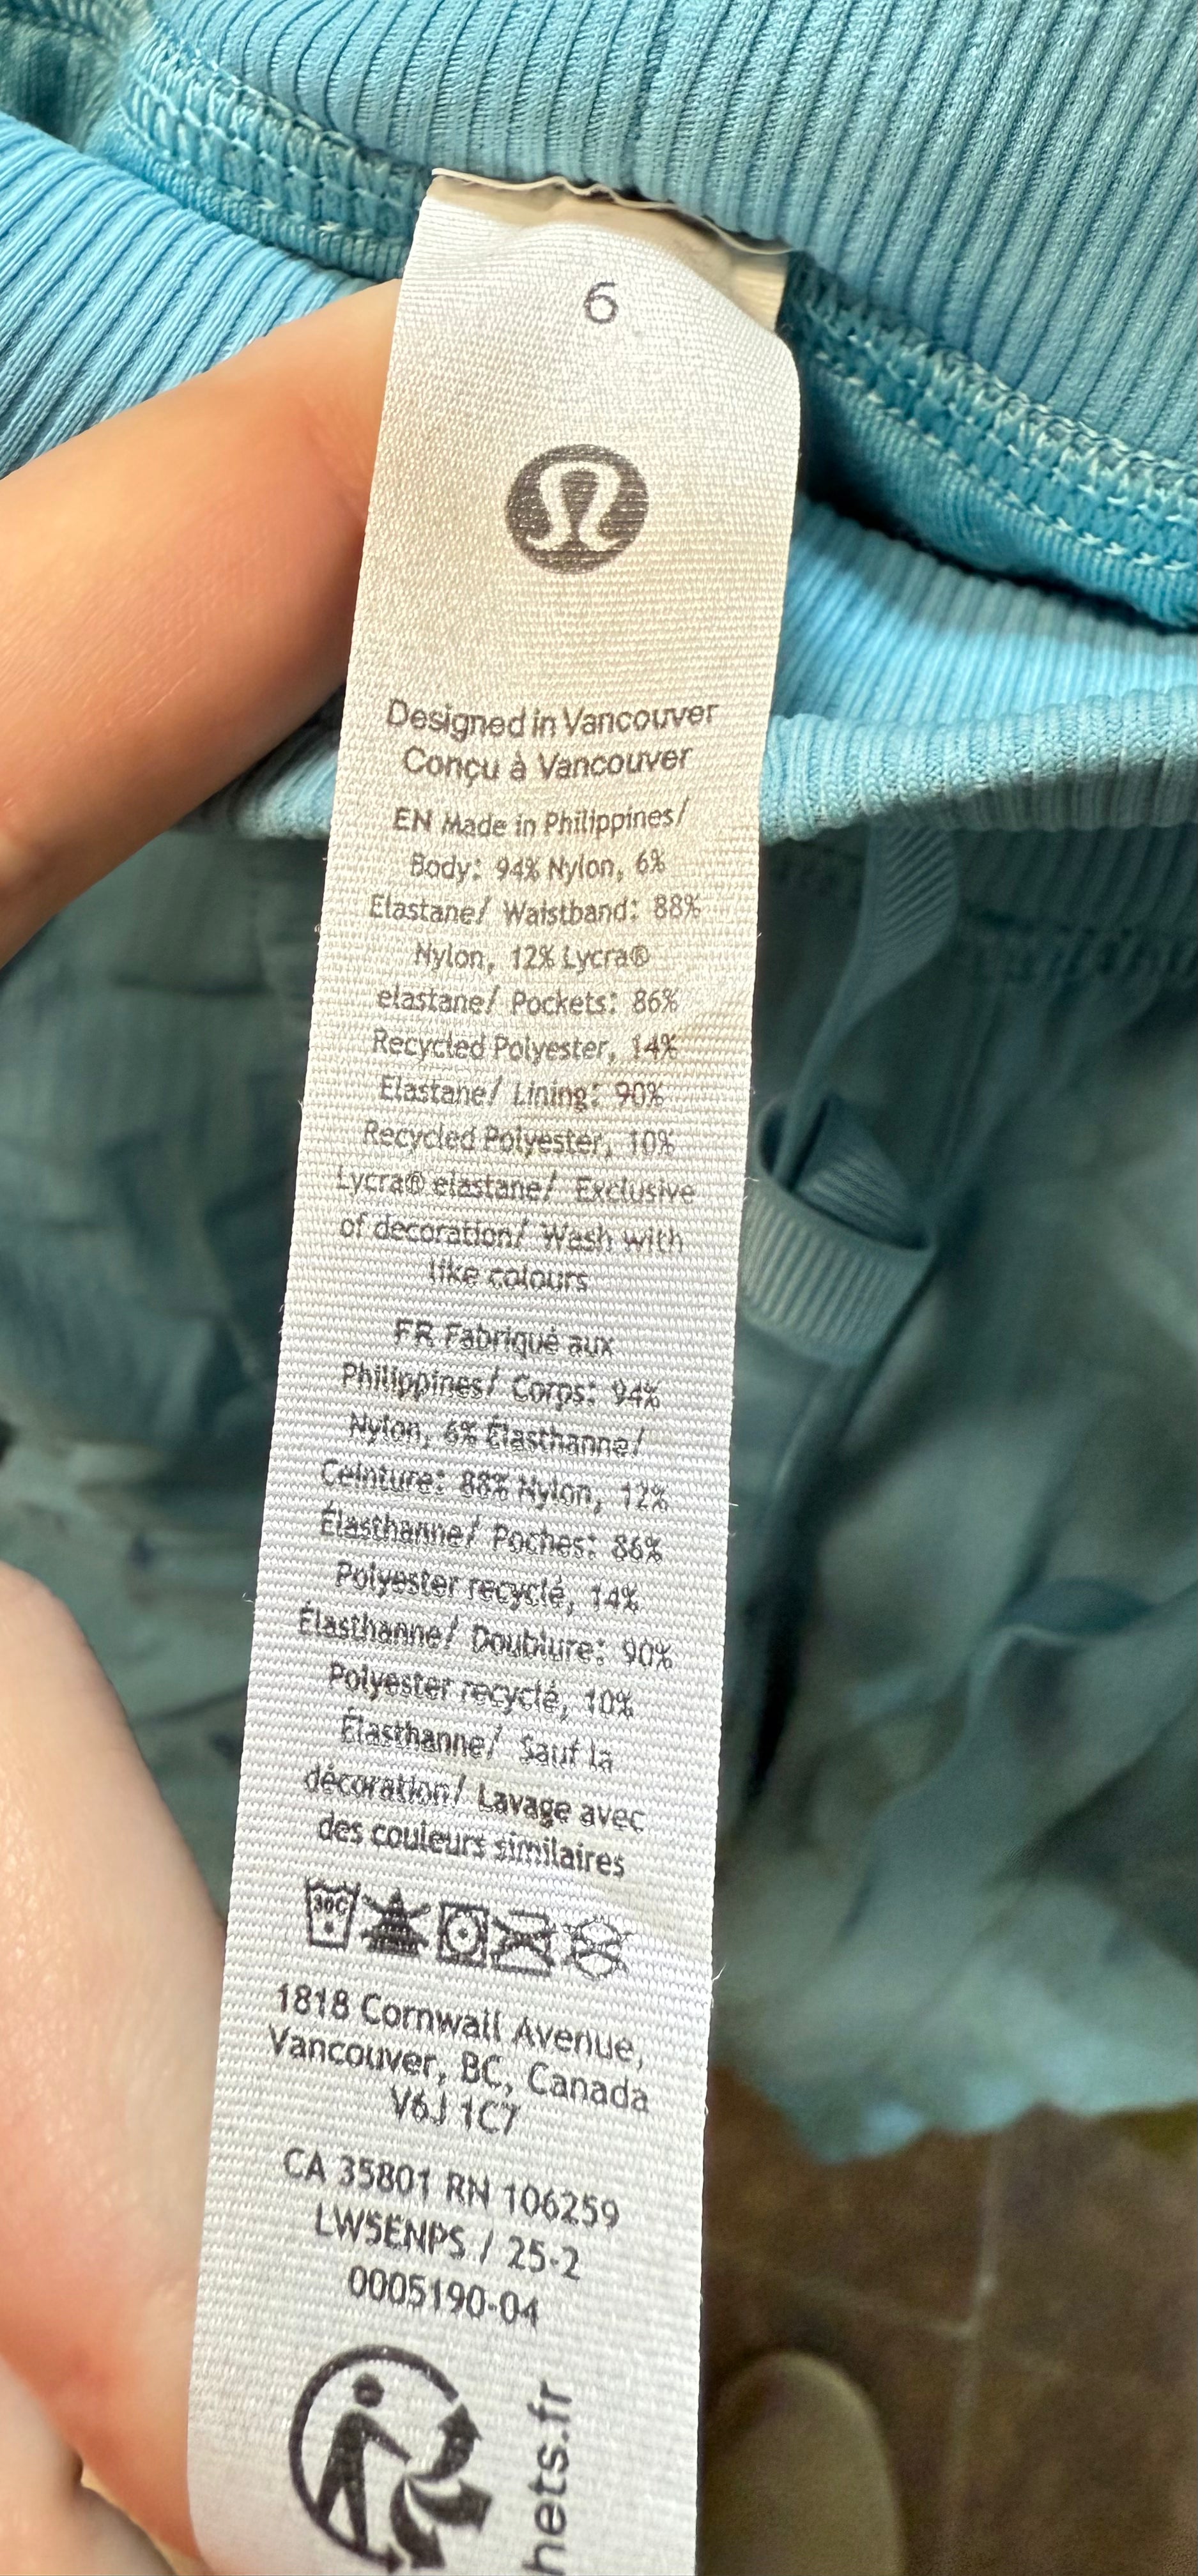 6
Designed in Vancouver
Conçu à Vancouver
EN Made in Philippines/
Body: 94% Nylon, 6%
Elastane/ Waistband: 88%
Nylon, 12% Lycra®
elastane/ Pockets: 86%
Recycled Polyester, 14%
Elastane/ Lining: 90%
Recycled Polyester, 10%
Lycra® elastane/ Exclusive
of decoration/ Wash with
like colours
FR Fabriqué aux
Philippines/ Corps: 94%
Nylon, 6% Élasthanne/
Ceinture: 88% Nylon, 12%
Élasthanne/ Poches: 86%
Polyester recyclé, 14%
Élasthanne/ Doublure: 90%
Polyester recyclé, 10%
Élasthanne/ Sauf la
décoration/ Lavage avec
des couleurs similaires
30C
1818 Cornwall Avenue,
Vancouver, BC, Canada
V6J 1C7
CA 35801 RN 106259
LW5ENPS / 25-2
0005190-04
hets.fr